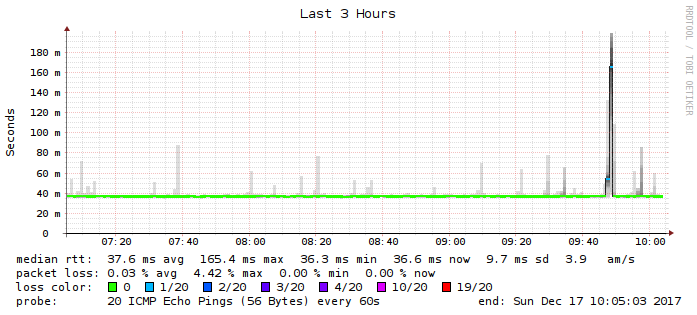 Last 3 Hours
RRDTOOL / TOBI OETIKER
Seconds
180 m
160 m
140 m
120 m
100 m
80 m
60 m
40 m
20 m
0
07:20 07:40 08:00 08:20 08:40 09:00 09:20 09:40 10:00
median rtt: 37.6 ms avg 165.4 ms max 36.3 ms min 36.6 ms now 9.7 ms sd 3.9 am/s
packet loss: 0.03 % avg 4.42 % max 0.00 % min 0.00 % now
loss color: 0 1/20 2/20 3/20 4/20 10/20 19/20
probe: 20 ICMP Echo Pings (56 Bytes) every 60s end: Sun Dec 17 10:05:03 2017